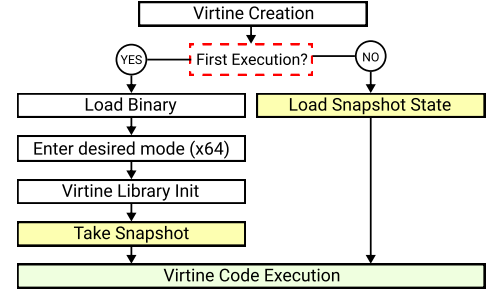 Virtine Creation
First Execution?
YES
NO
Load Binary
Load Snapshot State
Enter desired mode (x64)
Virtine Library Init
Take Snapshot
Virtine Code Execution